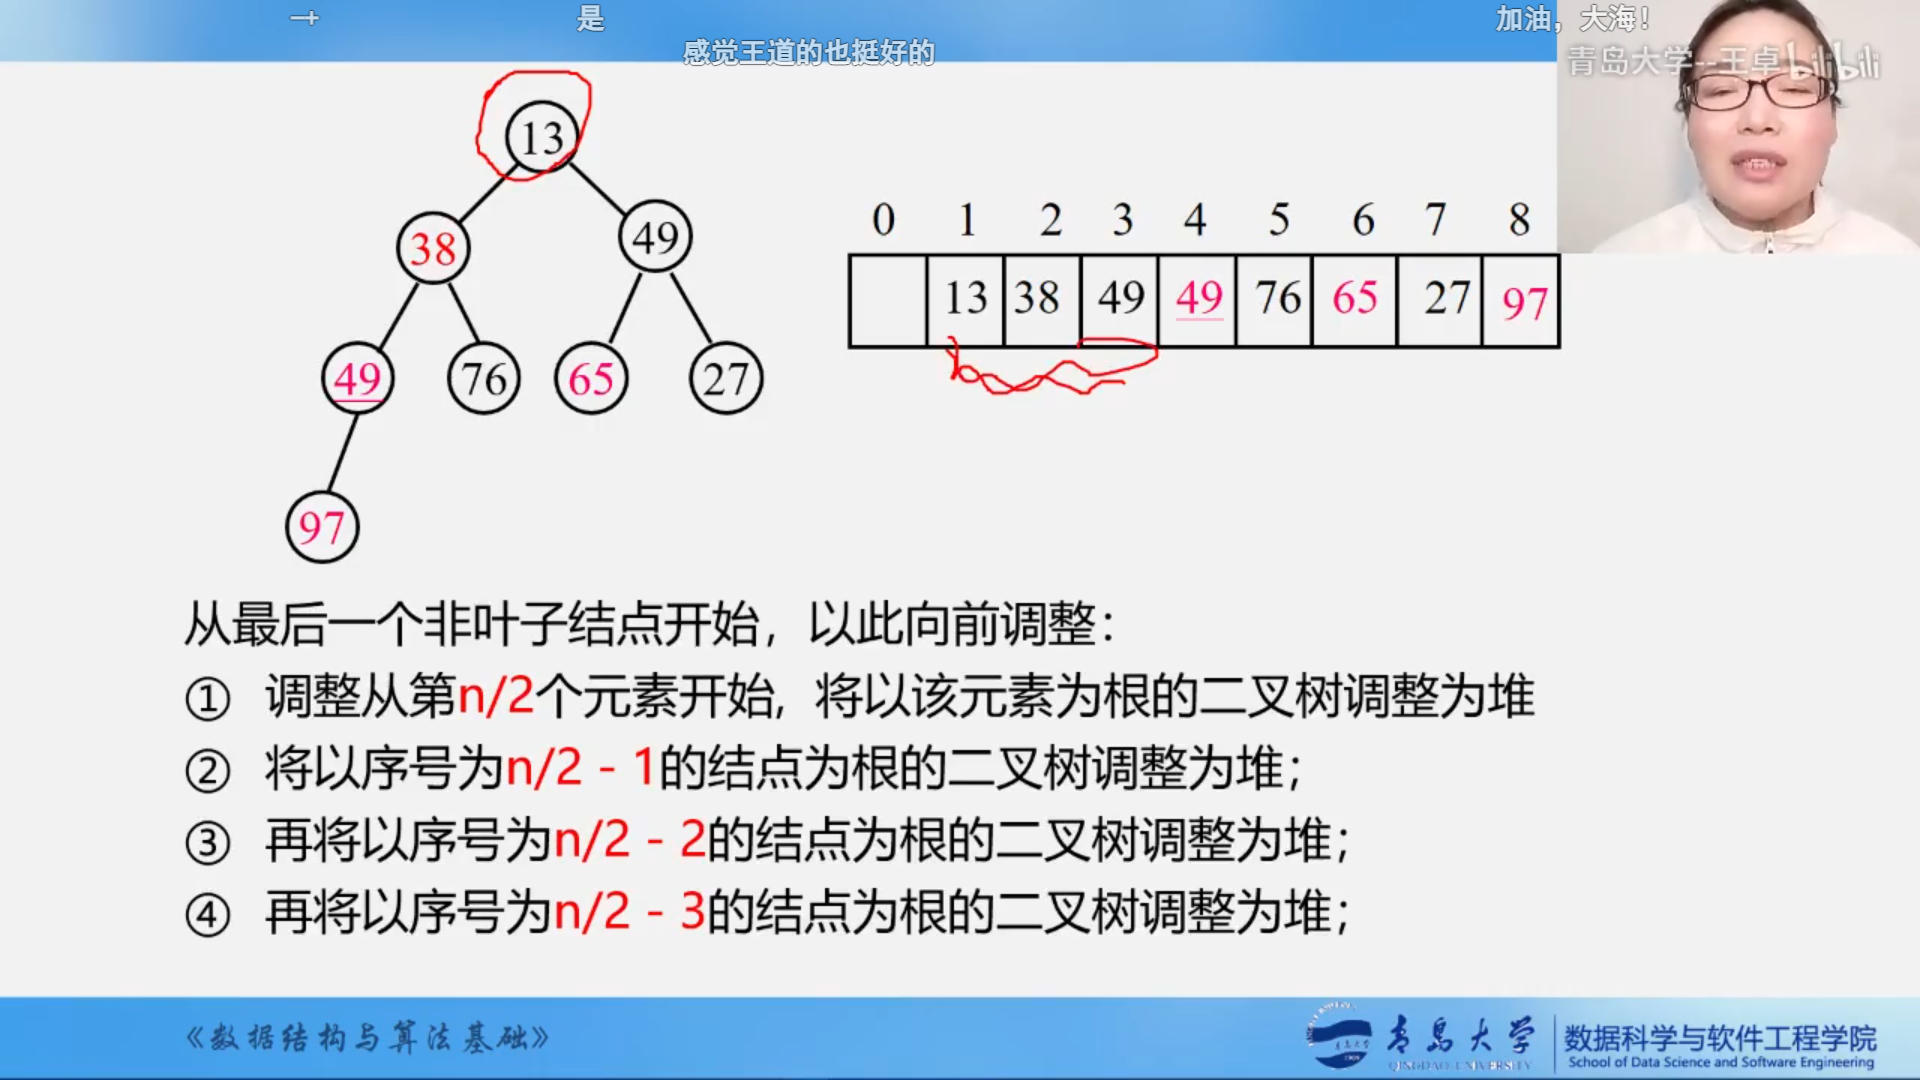 一个 是 加油，大海！
感觉王道的也挺好的
青岛大学--王卓 bilibili
13
38 49
49 76 65 27
97
0 1 2 3 4 5 6 7 8
13 38 49 49 76 65 27 97
从最后一个非叶子结点开始，以此向前调整：
① 调整从第n/2个元素开始，将以该元素为根的二叉树调整为堆
② 将以序号为n/2 - 1的结点为根的二叉树调整为堆；
③ 再将以序号为n/2 - 2的结点为根的二叉树调整为堆；
④ 再将以序号为n/2 - 3的结点为根的二叉树调整为堆；
《数据结构与算法基础》
青岛大学
QINGDAO UNIVERSITY
数据科学与软件工程学院
School of Data Science and Software Engineering